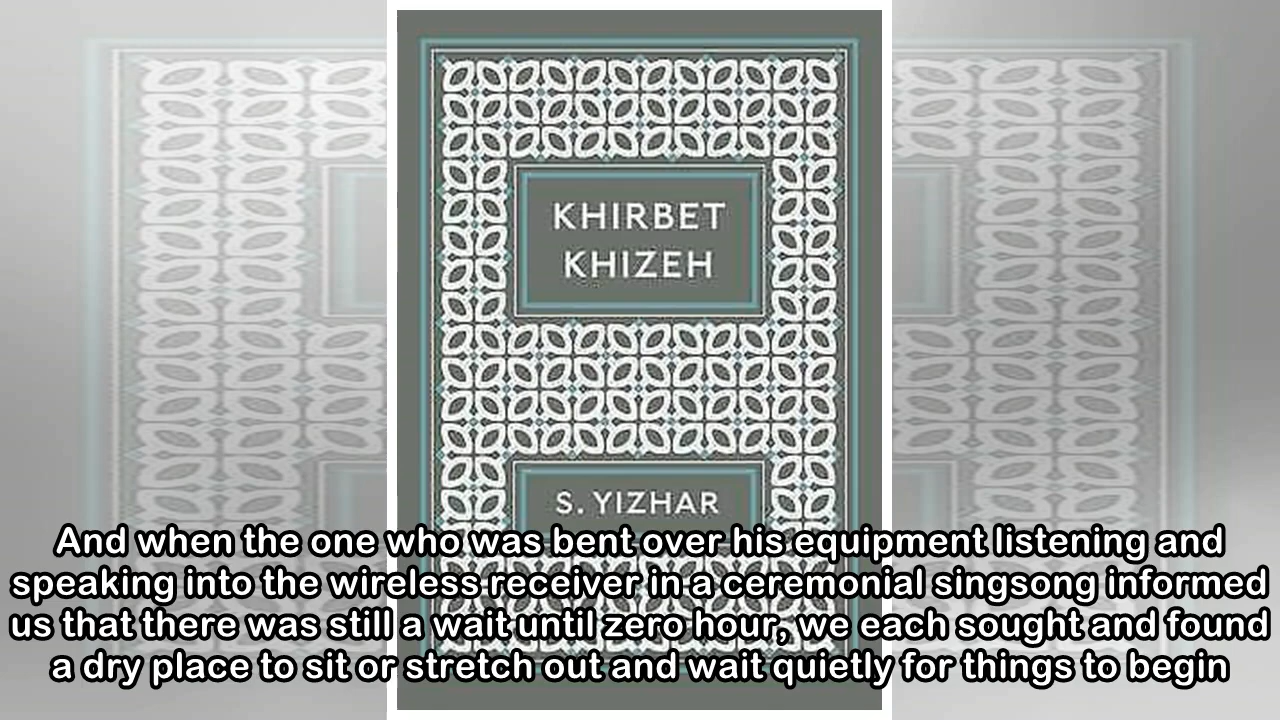 KHIRBET
KHIZEH
S. YIZHAR
And when the one who was bent over his equipment listening and
speaking into the wireless receiver in a ceremonial singsong informed
us that there was still a wait until zero hour, we each sought and found
a dry place to sit or stretch out and wait quietly for things to begin